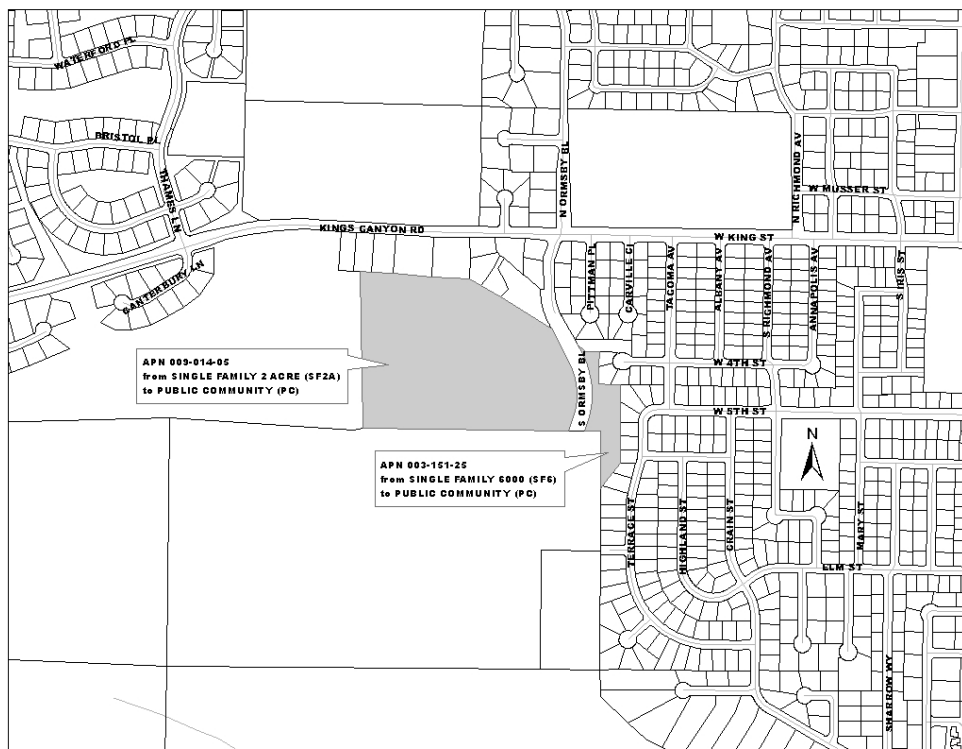 WATERFORD PL
BRISTOL PL
THAMES LN
N ORMSBY BL
N RICHMOND AV
W MUSSER ST
KINGS CANYON RD
W KING ST
CANTERBURY LN
PITTMAN PL
CARVILLE CI
TACOMA AV
ALBANY AV
S RICHMOND AV
ANNAPOLIS AV
S IRIS ST
APN 009-014-05
from SINGLE FAMILY 2 ACRE (SF2A)
to PUBLIC COMMUNITY (PC)
W 4TH ST
S ORMSBY BL
W 5TH ST
N
APN 003-151-25
from SINGLE FAMILY 6000 (SF6)
to PUBLIC COMMUNITY (PC)
TERRACE ST
HIGHLAND ST
CRAIN ST
MARY ST
ELM ST
SHARROW WY